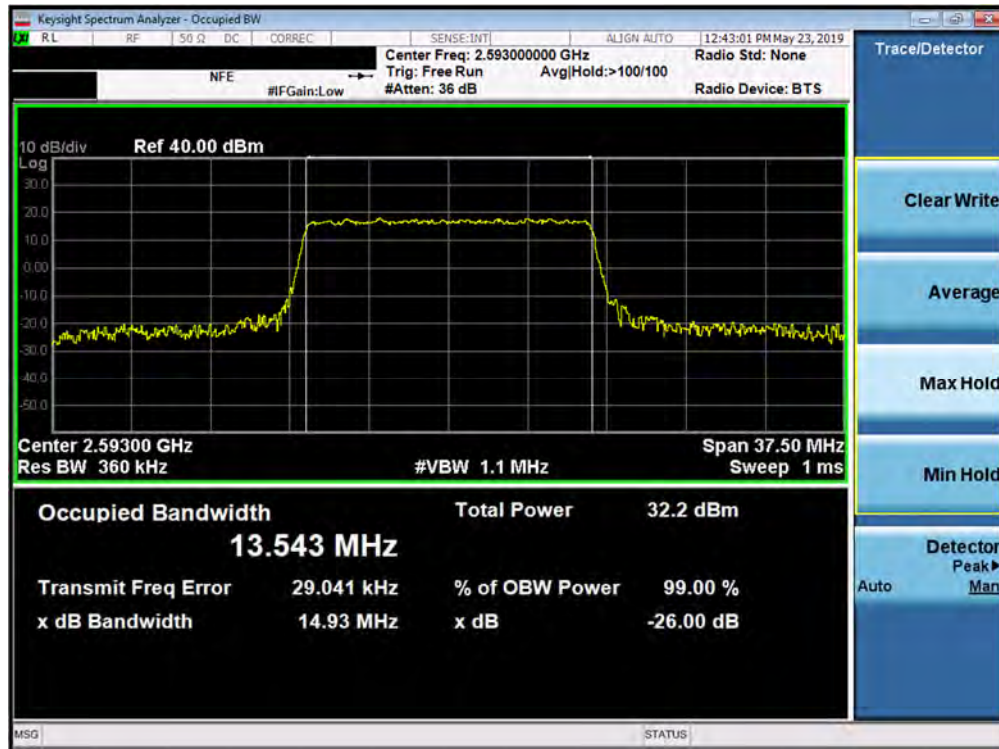 Keysight Spectrum Analyzer - Occupied BW
LXI RL RF 50 Ω DC CORREC SENSE:INT ALIGN AUTO 12:43:01 PM May 23, 2019
Center Freq: 2.593000000 GHz Radio Std: None
NFE Trig: Free Run Avg|Hold:>100/100
#IFGain:Low #Atten: 36 dB Radio Device: BTS
Trace/Detector
10 dB/div Ref 40.00 dBm
Log
30.0
20.0
10.0
0.00
-10.0
-20.0
-30.0
-40.0
-50.0
Center 2.59300 GHz Span 37.50 MHz
Res BW 360 kHz #VBW 1.1 MHz Sweep 1 ms
Occupied Bandwidth Total Power 32.2 dBm
13.543 MHz
Transmit Freq Error 29.041 kHz % of OBW Power 99.00 %
x dB Bandwidth 14.93 MHz x dB -26.00 dB
Clear Write
Average
Max Hold
Min Hold
Detector
Peak▶
Auto Man
MSG STATUS